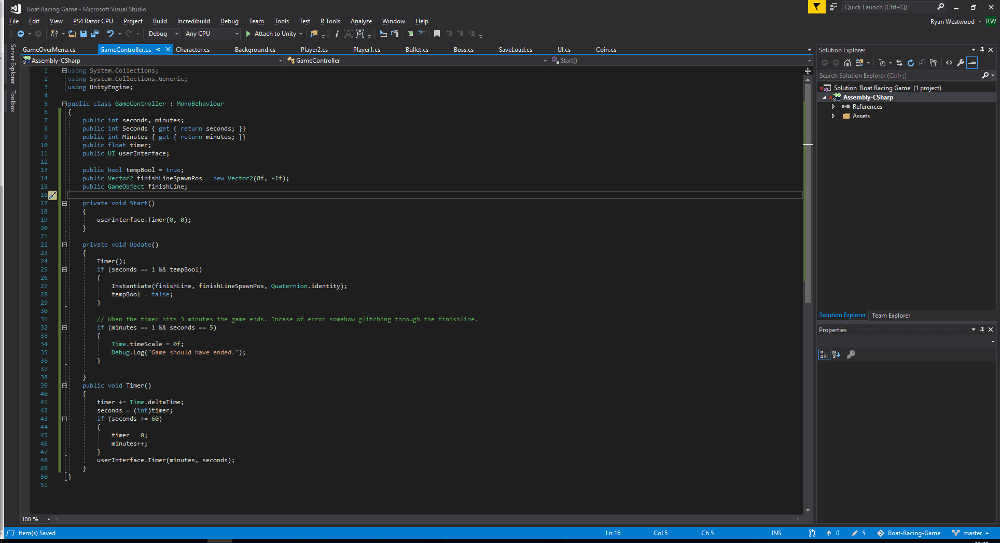 Boat Racing Game - Microsoft Visual Studio
Quick Launch (Ctrl+Q)
File Edit View PS4 Razor CPU Project Build Incredibuild Debug Team Tools Test R Tools Analyze Window Help
Ryan Westwood RW
Debug Any CPU Attach to Unity
Server Explorer
Toolbox
GameOverMenu.cs GameController.cs Character.cs Background.cs Player2.cs Player1.cs Bullet.cs Boss.cs SaveLoad.cs UI.cs Coin.cs
Assembly-CSharp GameController Start()
1 using System.Collections;
2 using System.Collections.Generic;
3 using UnityEngine;
4
5 public class GameController : MonoBehaviour
6 {
7 public int seconds, minutes;
8 public int Seconds { get { return seconds; }}
9 public int Minutes { get { return minutes; }}
10 public float timer;
11 public UI userInterface;
12
13 public bool tempBool = true;
14 public Vector2 finishLineSpawnPos = new Vector2(8f, -1f);
15 public GameObject finishLine;
16
17 private void Start()
18 {
19 userInterface.Timer(0, 0);
20 }
21
22 private void Update()
23 {
24 Timer();
25 if (seconds == 1 && tempBool)
26 {
27 Instantiate(finishLine, finishLineSpawnPos, Quaternion.identity);
28 tempBool = false;
29 }
30
31 // When the timer hits 3 minutes the game ends. Incase of error somehow glitching through the finishline.
32 if (minutes == 1 && seconds == 5)
33 {
34 Time.timeScale = 0f;
35 Debug.Log("Game should have ended.");
36 }
37
38 }
39 public void Timer()
40 {
41 timer += Time.deltaTime;
42 seconds = (int)timer;
43 if (seconds >= 60)
44 {
45 timer = 0;
46 minutes++;
47 }
48 userInterface.Timer(minutes, seconds);
49 }
50 }
51
100 %
Solution Explorer
Search Solution Explorer (Ctrl+;)
Solution 'Boat Racing Game' (1 project)
Assembly-CSharp
References
Assets
Solution Explorer Team Explorer
Properties
Item(s) Saved Ln 16 Col 5 Ch 5 INS 0 5 Boat-Racing-Game master